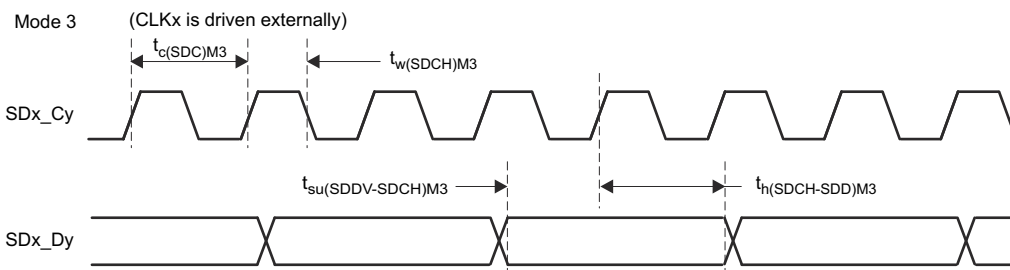 Mode 3 (CLKx is driven externally)
tc(SDC)M3
tw(SDCH)M3
SDx_Cy
tsu(SDDV-SDCH)M3
th(SDCH-SDD)M3
SDx_Dy